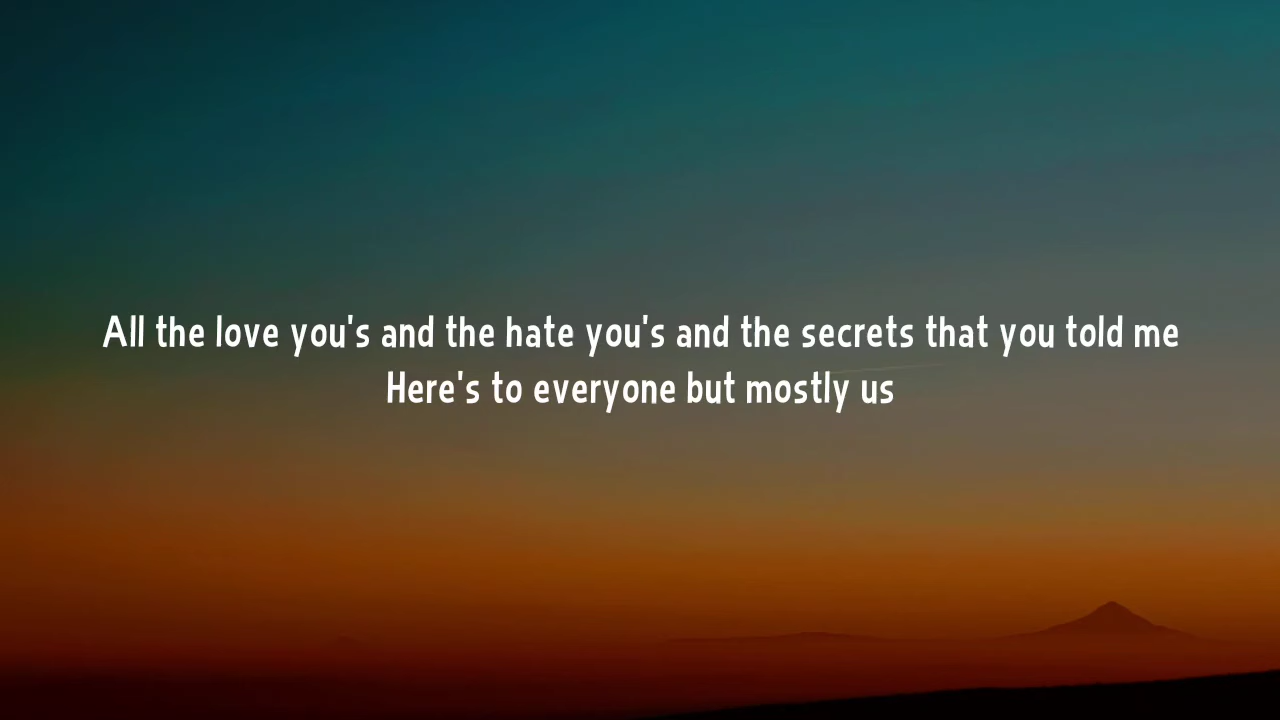 All the love you's and the hate you's and the secrets that you told me
Here's to everyone but mostly us